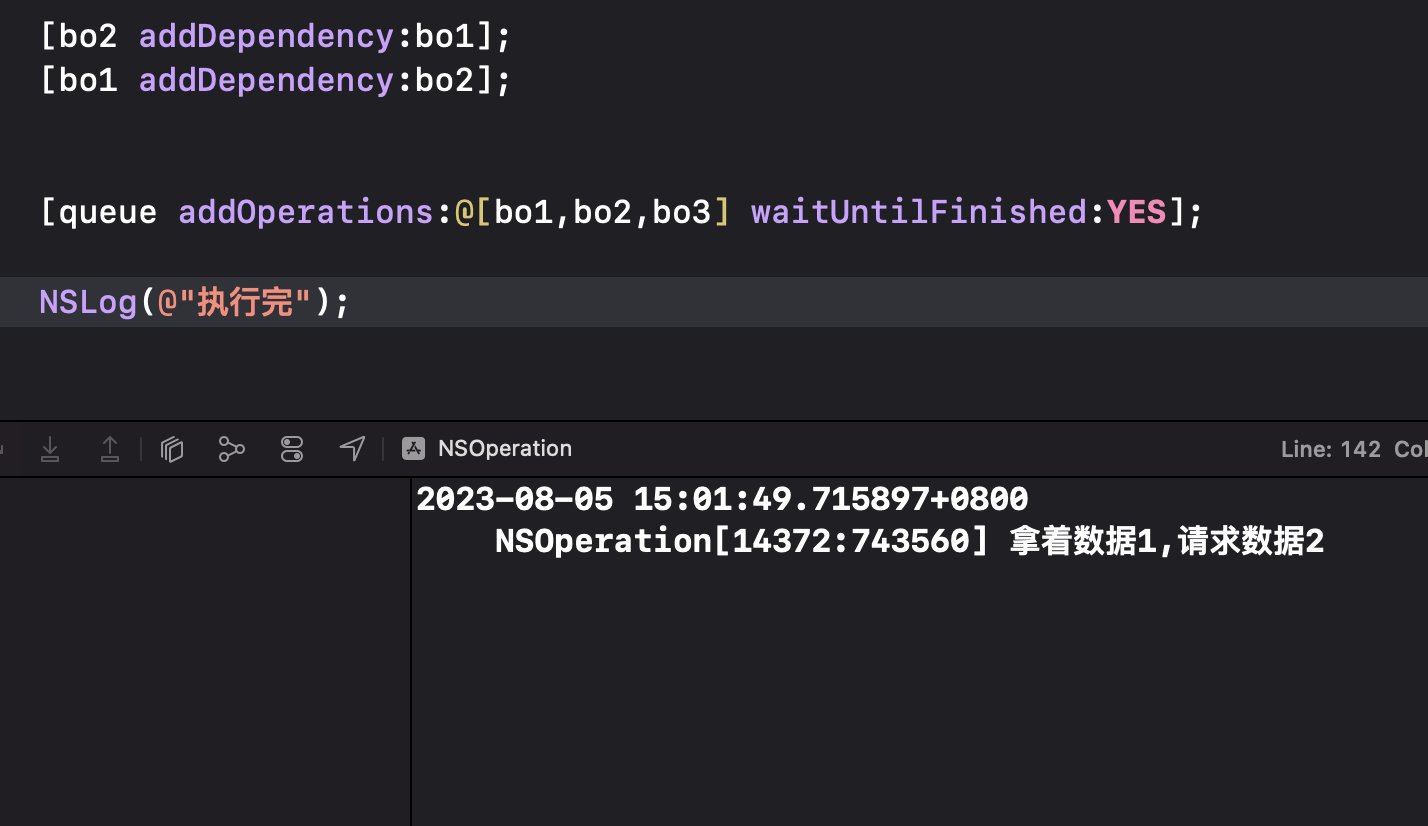 [bo2 addDependency:bo1];
[bo1 addDependency:bo2];
[queue addOperations:@[bo1,bo2,bo3] waitUntilFinished:YES];
NSLog(@"执行完");
NSOperation
Line: 142 Col
2023-08-05 15:01:49.715897+0800
NSOperation[14372:743560] 拿着数据1,请求数据2